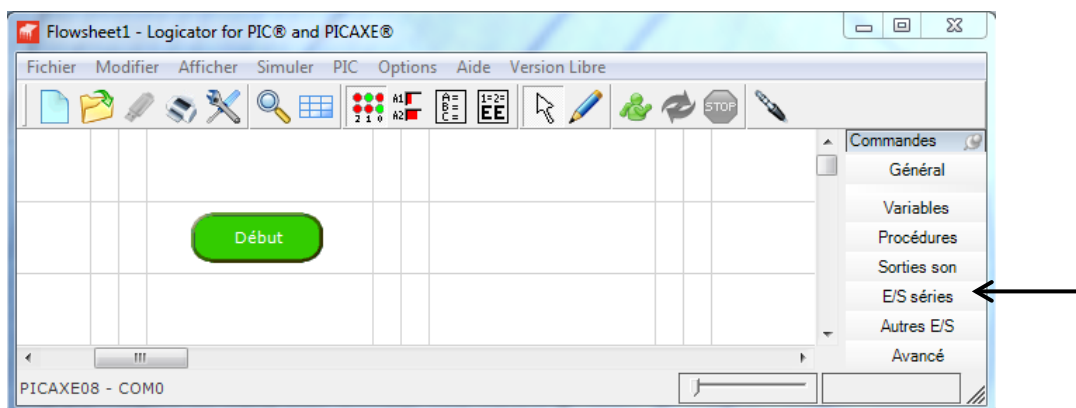 Flowsheet1 - Logicator for PIC® and PICAXE®
Fichier Modifier Afficher Simuler PIC Options Aide Version Libre
2 1 0 A1 A2 A= B= C= 1=2= EE STOP
Commandes
Général
Variables
Début
Procédures
Sorties son
E/S séries
Autres E/S
Avancé
PICAXE08 - COM0